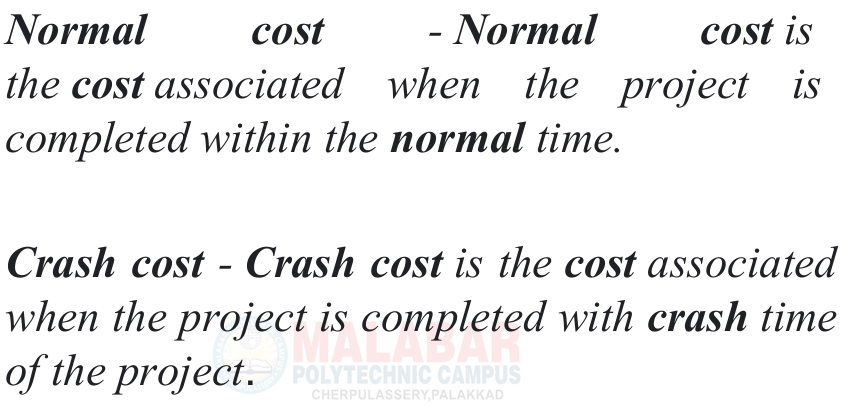 Normal cost - Normal cost is
the cost associated when the project is
completed within the normal time.
Crash cost - Crash cost is the cost associated
when the project is completed with crash time
of the project.
MALABAR
POLYTECHNIC CAMPUS
CHERPULASSERY,PALAKKAD